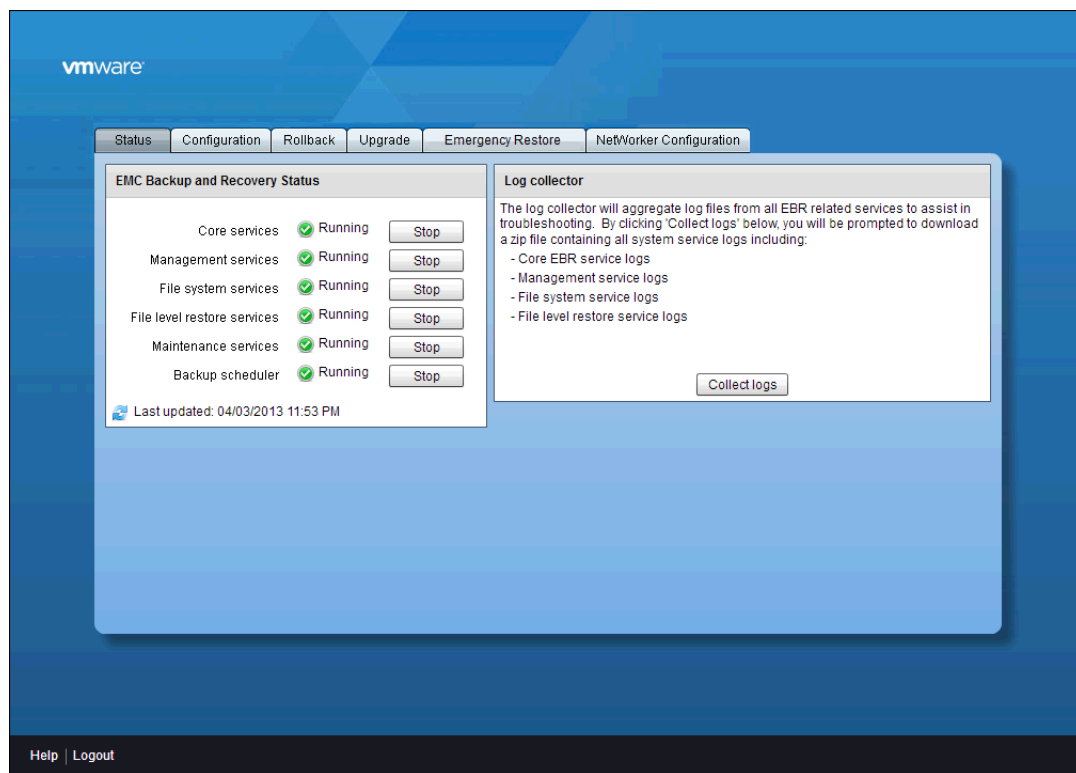 vmware
Status Configuration Rollback Upgrade Emergency Restore NetWorker Configuration
EMC Backup and Recovery Status
Core services Running Stop
Management services Running Stop
File system services Running Stop
File level restore services Running Stop
Maintenance services Running Stop
Backup scheduler Running Stop
Last updated: 04/03/2013 11:53 PM
Log collector
The log collector will aggregate log files from all EBR related services to assist in
troubleshooting. By clicking 'Collect logs' below, you will be prompted to download
a zip file containing all system service logs including:
- Core EBR service logs
- Management service logs
- File system service logs
- File level restore service logs
Collect logs
Help | Logout